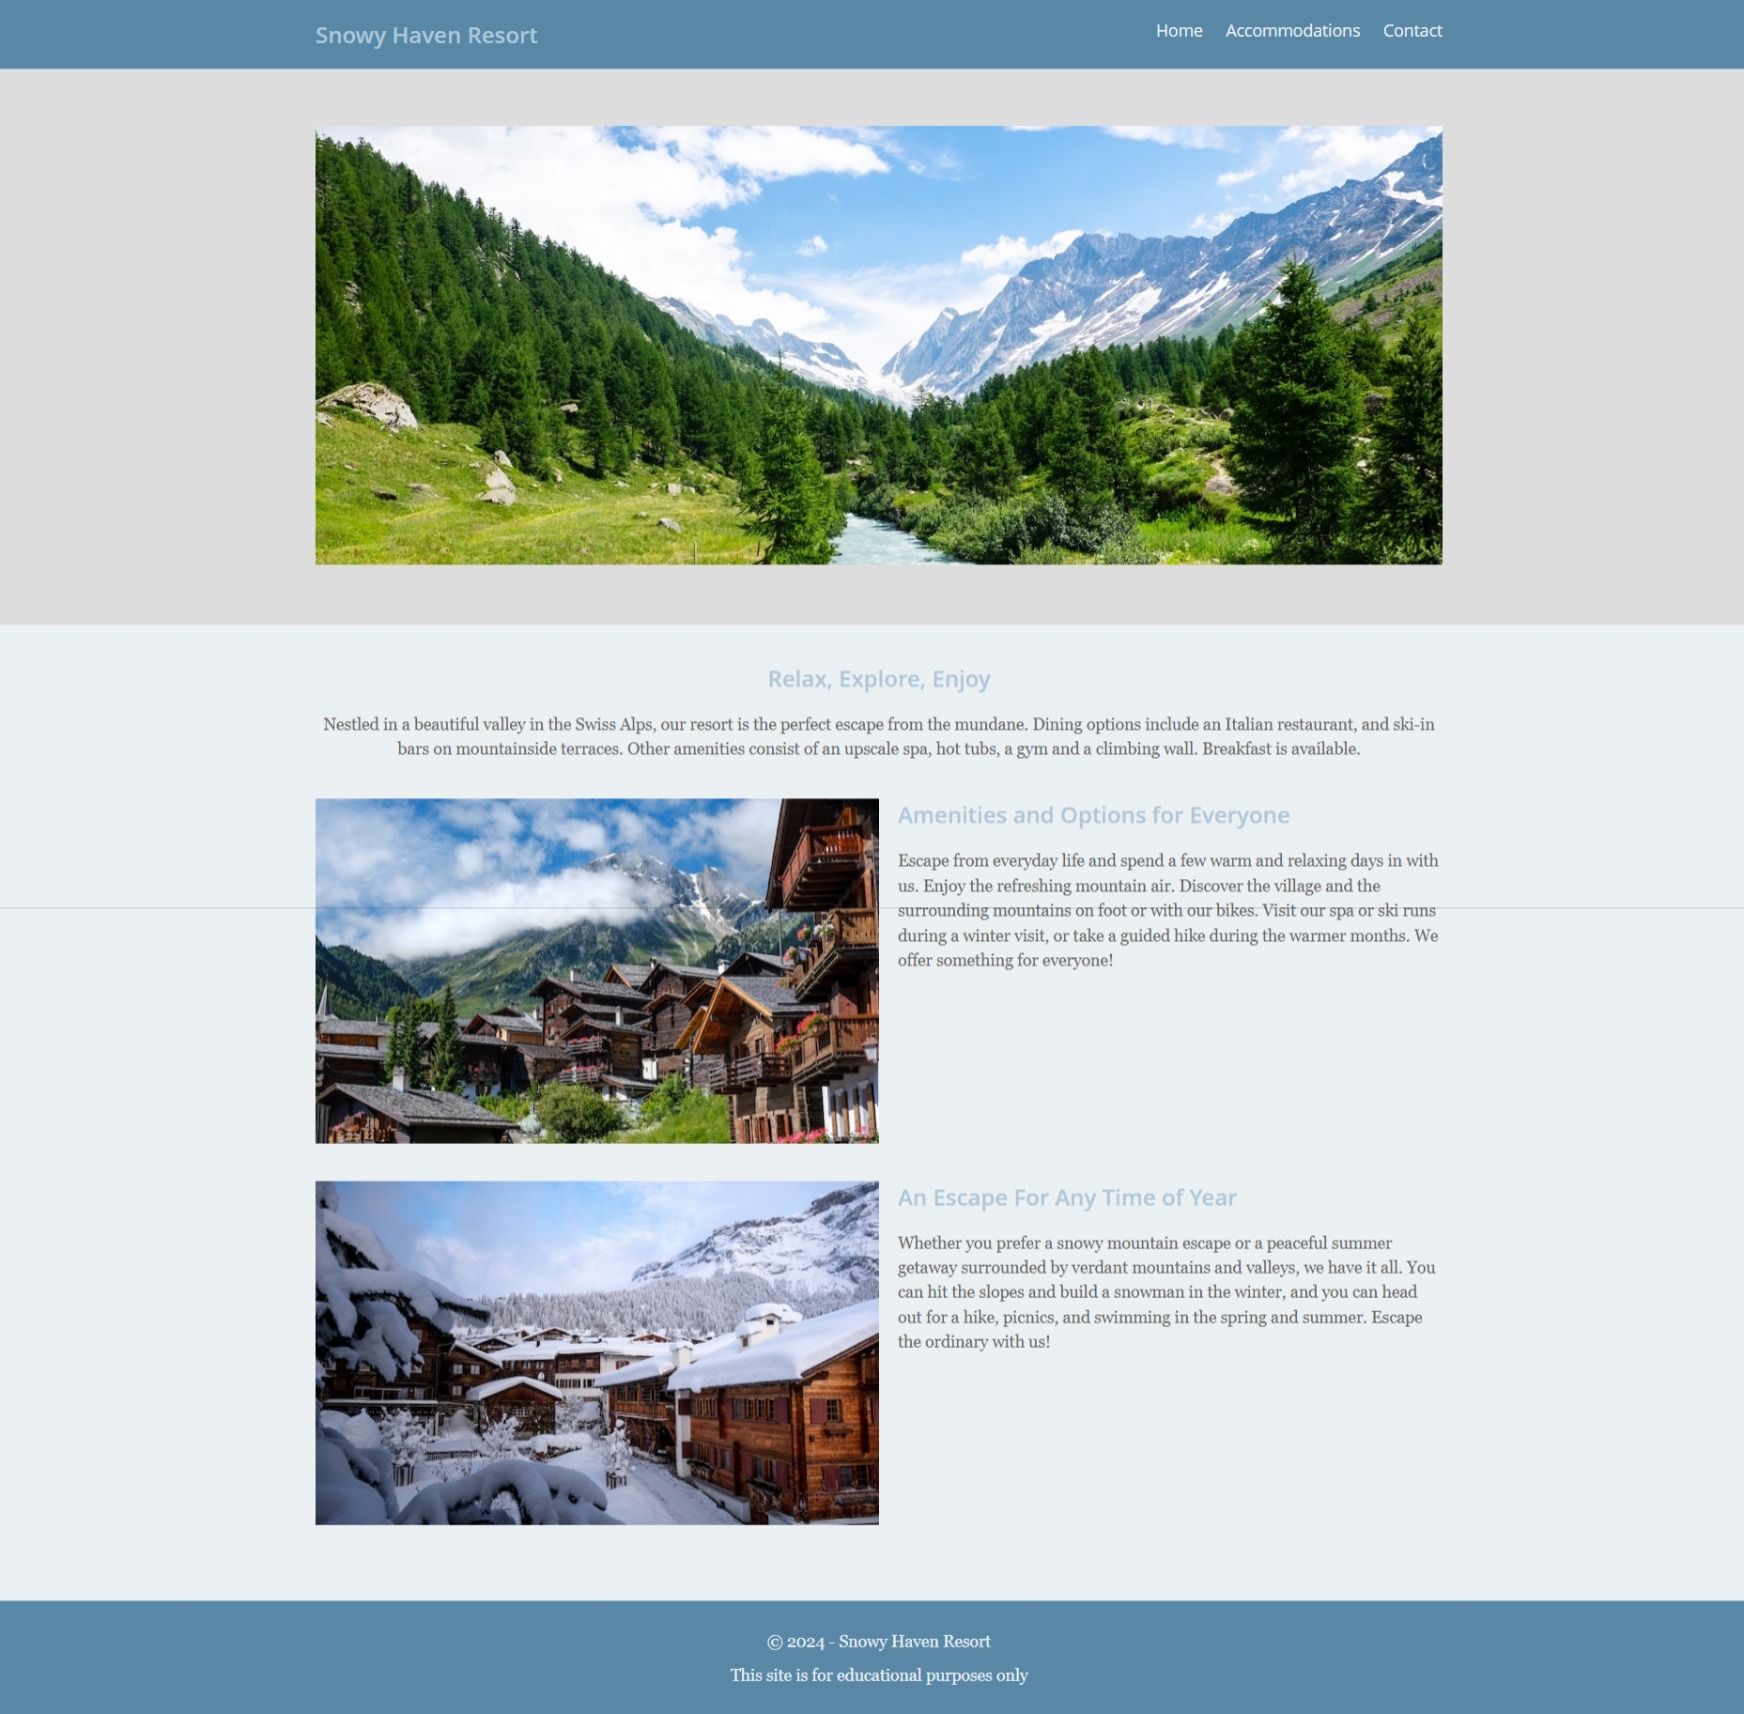 Snowy Haven Resort
Home Accommodations Contact
Relax, Explore, Enjoy
Nestled in a beautiful valley in the Swiss Alps, our resort is the perfect escape from the mundane. Dining options include an Italian restaurant, and ski-in
bars on mountainside terraces. Other amenities consist of an upscale spa, hot tubs, a gym and a climbing wall. Breakfast is available.
Amenities and Options for Everyone
Escape from everyday life and spend a few warm and relaxing days in with
us. Enjoy the refreshing mountain air. Discover the village and the
surrounding mountains on foot or with our bikes. Visit our spa or ski runs
during a winter visit, or take a guided hike during the warmer months. We
offer something for everyone!
An Escape For Any Time of Year
Whether you prefer a snowy mountain escape or a peaceful summer
getaway surrounded by verdant mountains and valleys, we have it all. You
can hit the slopes and build a snowman in the winter, and you can head
out for a hike, picnics, and swimming in the spring and summer. Escape
the ordinary with us!
© 2024 - Snowy Haven Resort
This site is for educational purposes only